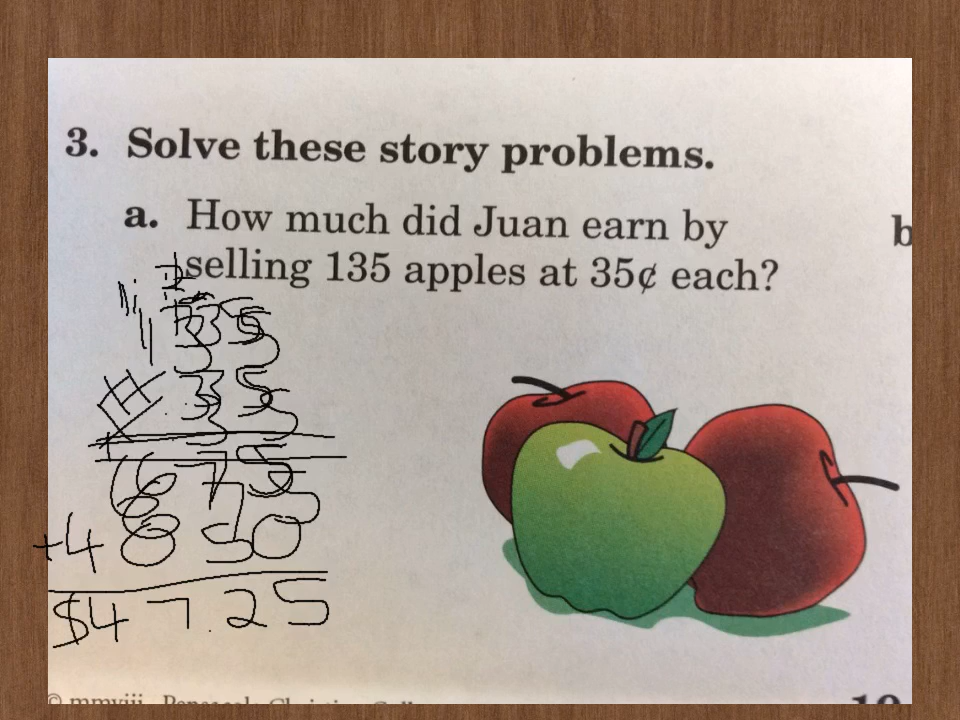 3. Solve these story problems.
a. How much did Juan earn by
b
selling 135 apples at 35¢ each?
135
35
675
+4050
$47.25
© mmviii